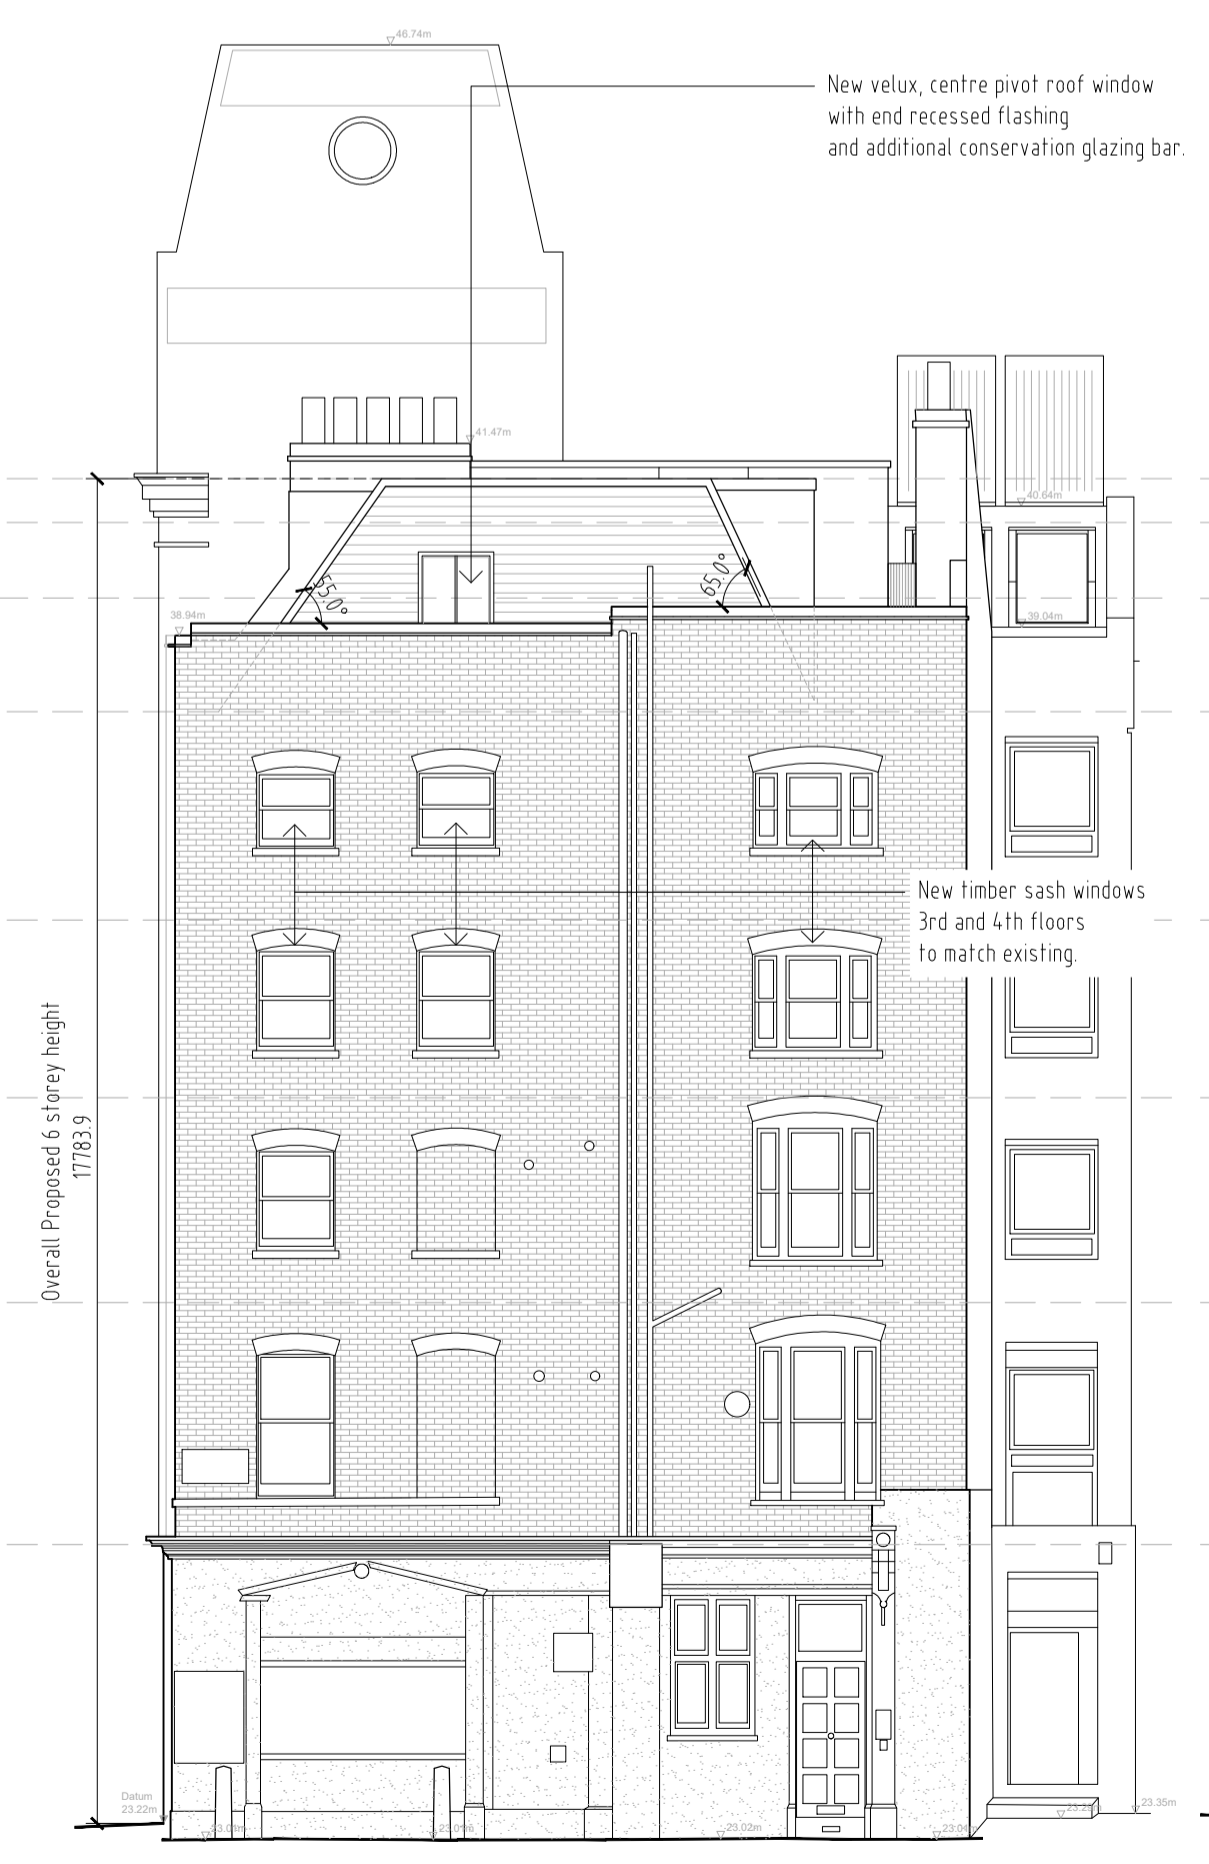 46.74m
New velux, centre pivot roof window
with end recessed flashing
and additional conservation glazing bar.
41.47m
40.64m
55.0°
65.0°
38.94m
39.04m
New timber sash windows
3rd and 4th floors
to match existing.
Overall Proposed 6 storey height
17783.9
Datum
23.22m
23.02m
23.04m
23.35m